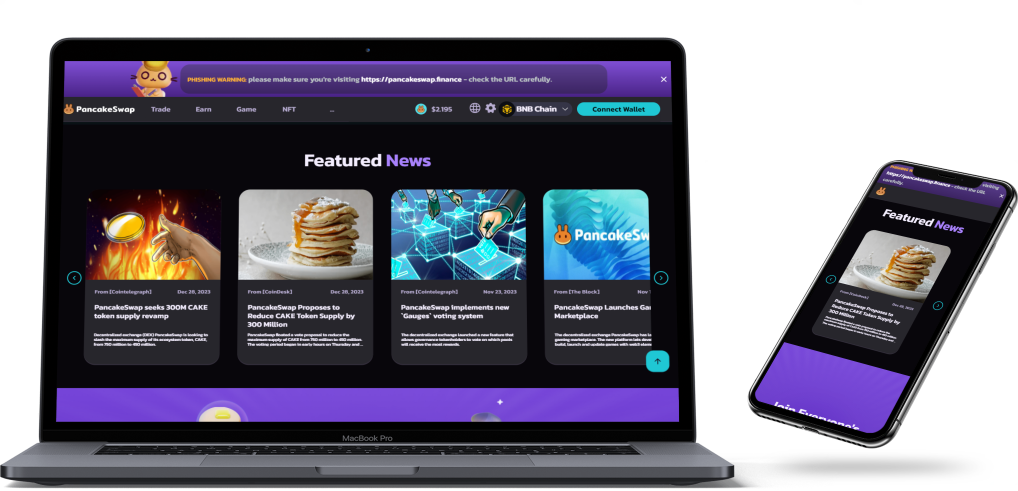 PHISHING WARNING: please make sure you're visiting https://pancakeswap.finance - check the URL carefully.
PancakeSwap Trade Earn Game NFT ... $2.195 BNB Chain Connect Wallet
Featured News
From [Cointelegraph] Dec 28, 2023
PancakeSwap seeks 300M CAKE
token supply revamp
Decentralized exchange (DEX) PancakeSwap is looking to
slash the maximum supply of its ecosystem token, CAKE,
from 750 million to 450 million.
From [CoinDesk] Dec 28, 2023
PancakeSwap Proposes to
Reduce CAKE Token Supply by
300 Million
PancakeSwap floated a vote proposal to reduce the
maximum supply of CAKE from 750 million to 450 million.
The voting period began in early hours on Thursday and...
From [Cointelegraph] Nov 23, 2023
PancakeSwap implements new
'Gauges' voting system
Decentralized exchange launched a new feature that
allows governance tokenholders to vote on which pools
will receive the most rewards.
PancakeSw
From [The Block] Nov
PancakeSwap Launches Ga
Marketplace
The decentralized exchange PancakeSwap has
gaming marketplace. The new platform lets
build, launch and update games with web3
MacBook Pro
https://pancakeswap.finance - check the URL
carefully.
Featured News
From [CoinDesk] Dec 28, 2023
PancakeSwap Proposes to
Reduce CAKE Token Supply by
300 Million
Join Everyone's